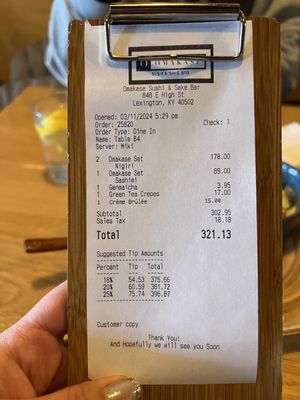 OMAKASE
Omakase Sushi & Sake Bar
848 E High St
Lexington, KY 40502
Opened: 03/11/2024 5:29 pm
Order: 25820 Check: 1
Order Type: Dine In
Name: Table B4
Server: Miki
2 Omakase Set 178.00
Nigiri
1 Omakase Set 89.00
Sashimi
1 Genmaicha 3.95
1 Green Tea Crepes 17.00
1 Crème Brûlée 15.00
Subtotal 302.95
Sales Tax 18.18
Total 321.13
Suggested Tip Amounts
Percent Tip Total
18% 54.53 375.66
20% 60.59 381.72
25% 75.74 396.87
Customer copy
Thank You!
And Hopefully we will see you Soon